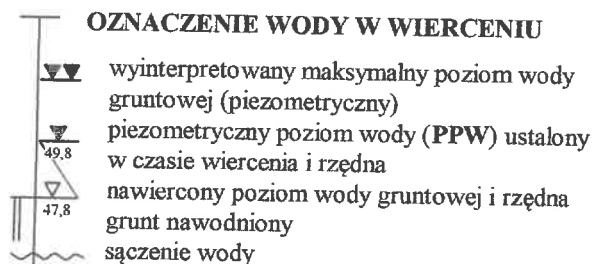 OZNACZENIE WODY W WIERCENIU
wyinterpretowany maksymalny poziom wody
gruntowej (piezometryczny)
piezometryczny poziom wody (PPW) ustalony
49,8
w czasie wiercenia i rzędna
nawiercony poziom wody gruntowej i rzędna
47,8
grunt nawodniony
sączenie wody